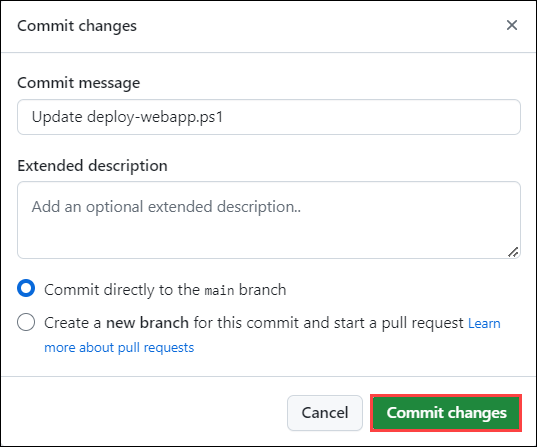 Commit changes
Commit message
Update deploy-webapp.ps1
Extended description
Add an optional extended description..
Commit directly to the main branch
Create a new branch for this commit and start a pull request Learn
more about pull requests
Cancel
Commit changes